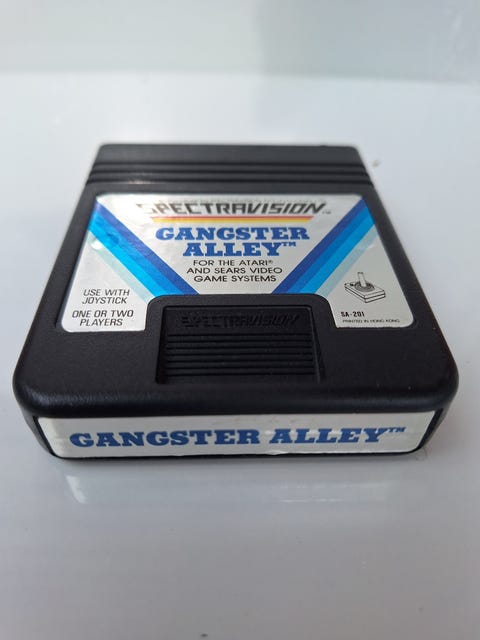 SPECTRAVISION™
GANGSTER
ALLEY™
FOR THE ATARI®
AND SEARS VIDEO
GAME SYSTEMS
USE WITH
JOYSTICK
ONE OR TWO
PLAYERS
SA-201
PRINTED IN HONG KONG
SPECTRAVISION
GANGSTER ALLEY™